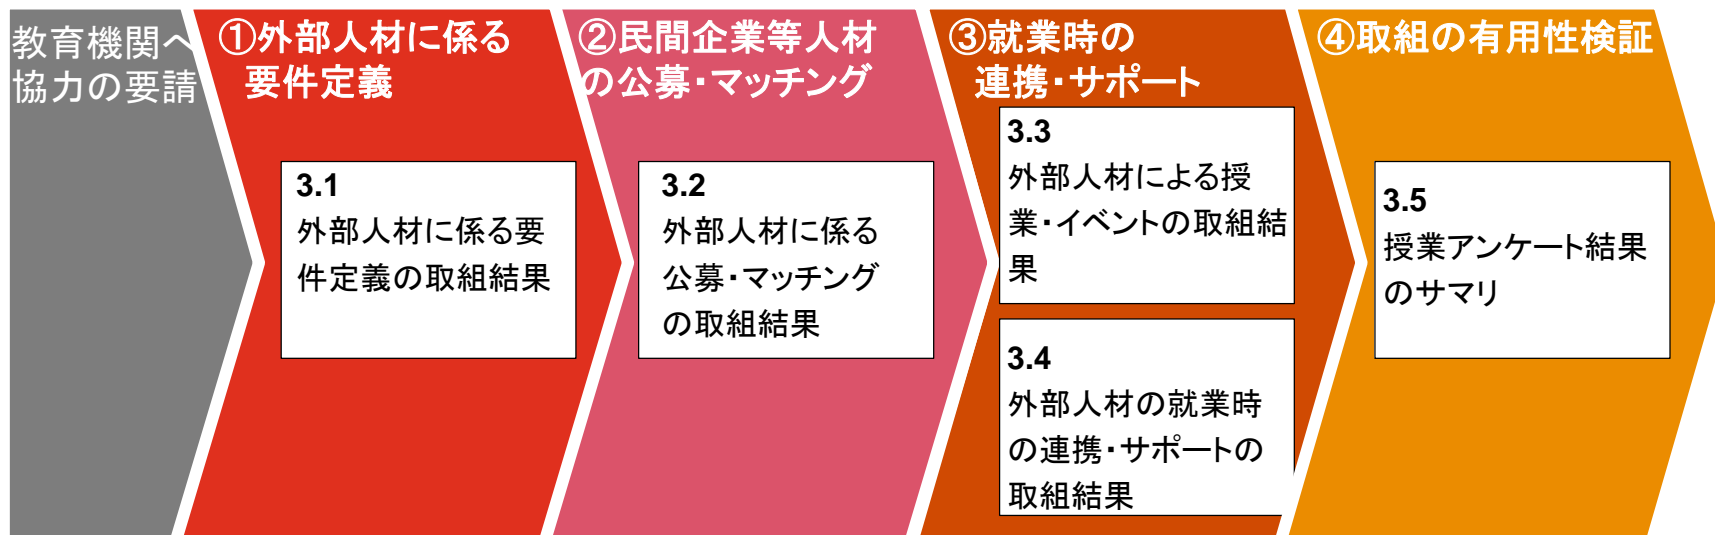 教育機関へ
協力の要請
①外部人材に係る
要件定義
3.1
外部人材に係る要
件定義の取組結果
②民間企業等人材
の公募・マッチング
3.2
外部人材に係る
公募・マッチング
の取組結果
③就業時の
連携・サポート
3.3
外部人材による授
業・イベントの取組結
果
3.4
外部人材の就業時
の連携・サポートの
取組結果
④取組の有用性検証
3.5
授業アンケート結果
のサマリ